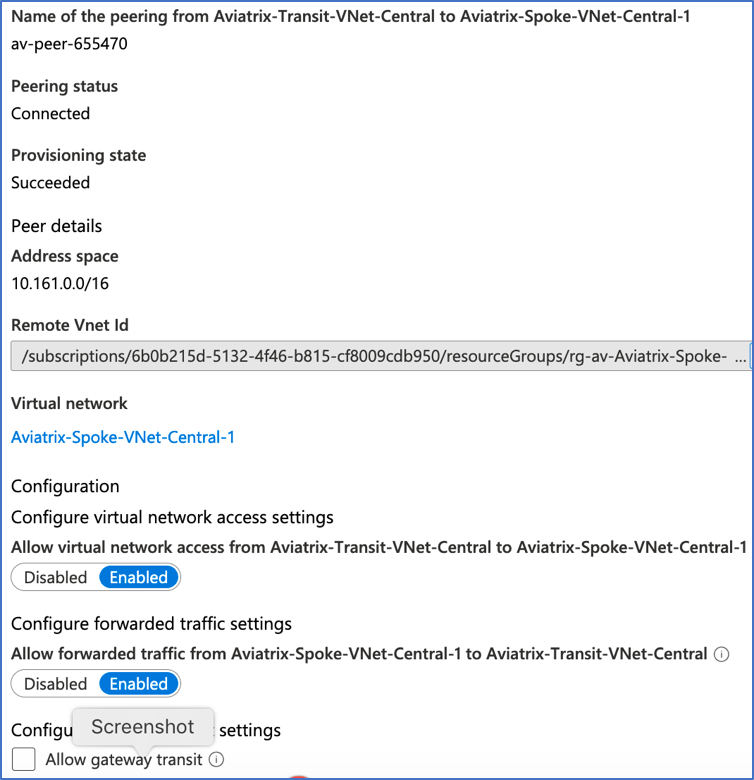 Name of the peering from Aviatrix-Transit-VNet-Central to Aviatrix-Spoke-VNet-Central-1
av-peer-655470
Peering status
Connected
Provisioning state
Succeeded
Peer details
Address space
10.161.0.0/16
Remote Vnet Id
/subscriptions/6b0b215d-5132-4f46-b815-cf8009cdb950/resourceGroups/rg-av-Aviatrix-Spoke- ...
Virtual network
Aviatrix-Spoke-VNet-Central-1
Configuration
Configure virtual network access settings
Allow virtual network access from Aviatrix-Transit-VNet-Central to Aviatrix-Spoke-VNet-Central-1
Disabled Enabled
Configure forwarded traffic settings
Allow forwarded traffic from Aviatrix-Spoke-VNet-Central-1 to Aviatrix-Transit-VNet-Central
Disabled Enabled
Screenshot
settings
Allow gateway transit